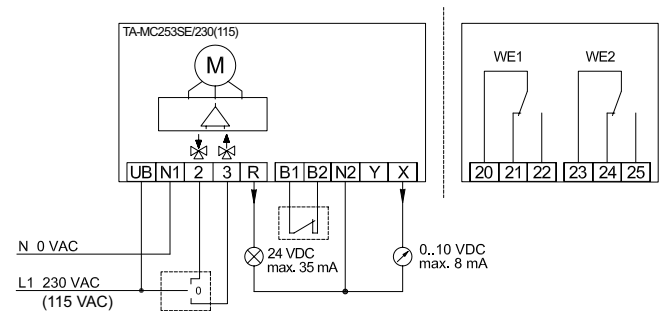 TA-MC253SE/230(115)
M
UB N1 2 3 R B1 B2 N2 Y X
N 0 VAC
L1 230 VAC
(115 VAC)
0
24 VDC
max. 35 mA
0..10 VDC
max. 8 mA
WE1 WE2
20 21 22 23 24 25